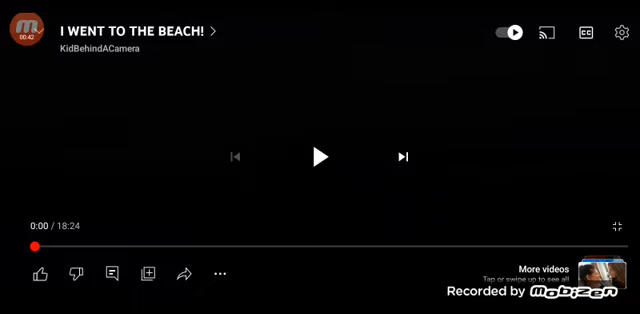 I WENT TO THE BEACH!
00:42
KidBehindACamera
CC
0:00 / 18:24
More videos
Tap or swipe up to see all
Recorded by Mobizen